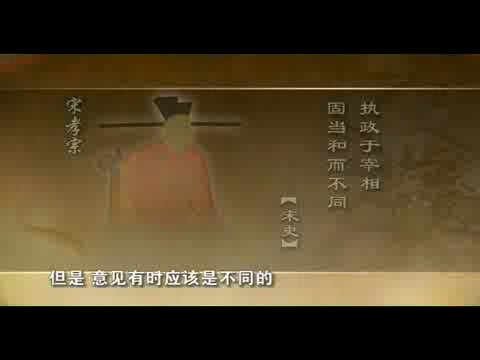 宋孝宗
执政于宰相
固当和而不同
【宋史】
但是 意见有时应该是不同的